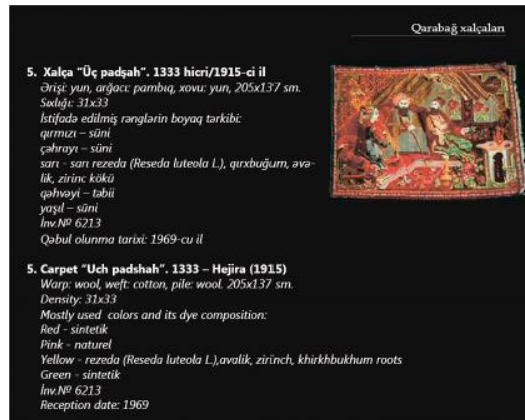 Qarabağ xalçaları
5. Xalça "Üç padşah". 1333 hicri/1915-ci il
Ərişi: yun, arğacı: pambıq, xovu: yun, 205x137 sm.
Sıxlığı: 31x33
İstifadə edilmiş rənglərin boyaq tərkibi:
qırmızı – süni
çəhrayı – süni
sarı - sarı rezeda (Reseda luteola L.), qırxbuğum, əvə-
lik, zirinc kökü
qəhvəyi – təbii
yaşıl – süni
İnv.№ 6213
Qəbul olunma tarixi: 1969-cu il
5. Carpet "Uch padshah". 1333 – Hejira (1915)
Warp: wool, weft: cotton, pile: wool. 205x137 sm.
Density: 31x33
Mostly used colors and its dye composition:
Red - sintetik
Pink - naturel
Yellow - rezeda (Reseda luteola L.),avalik, zirinch, khirkhbukhum roots
Green - sintetik
İnv.№ 6213
Reception date: 1969